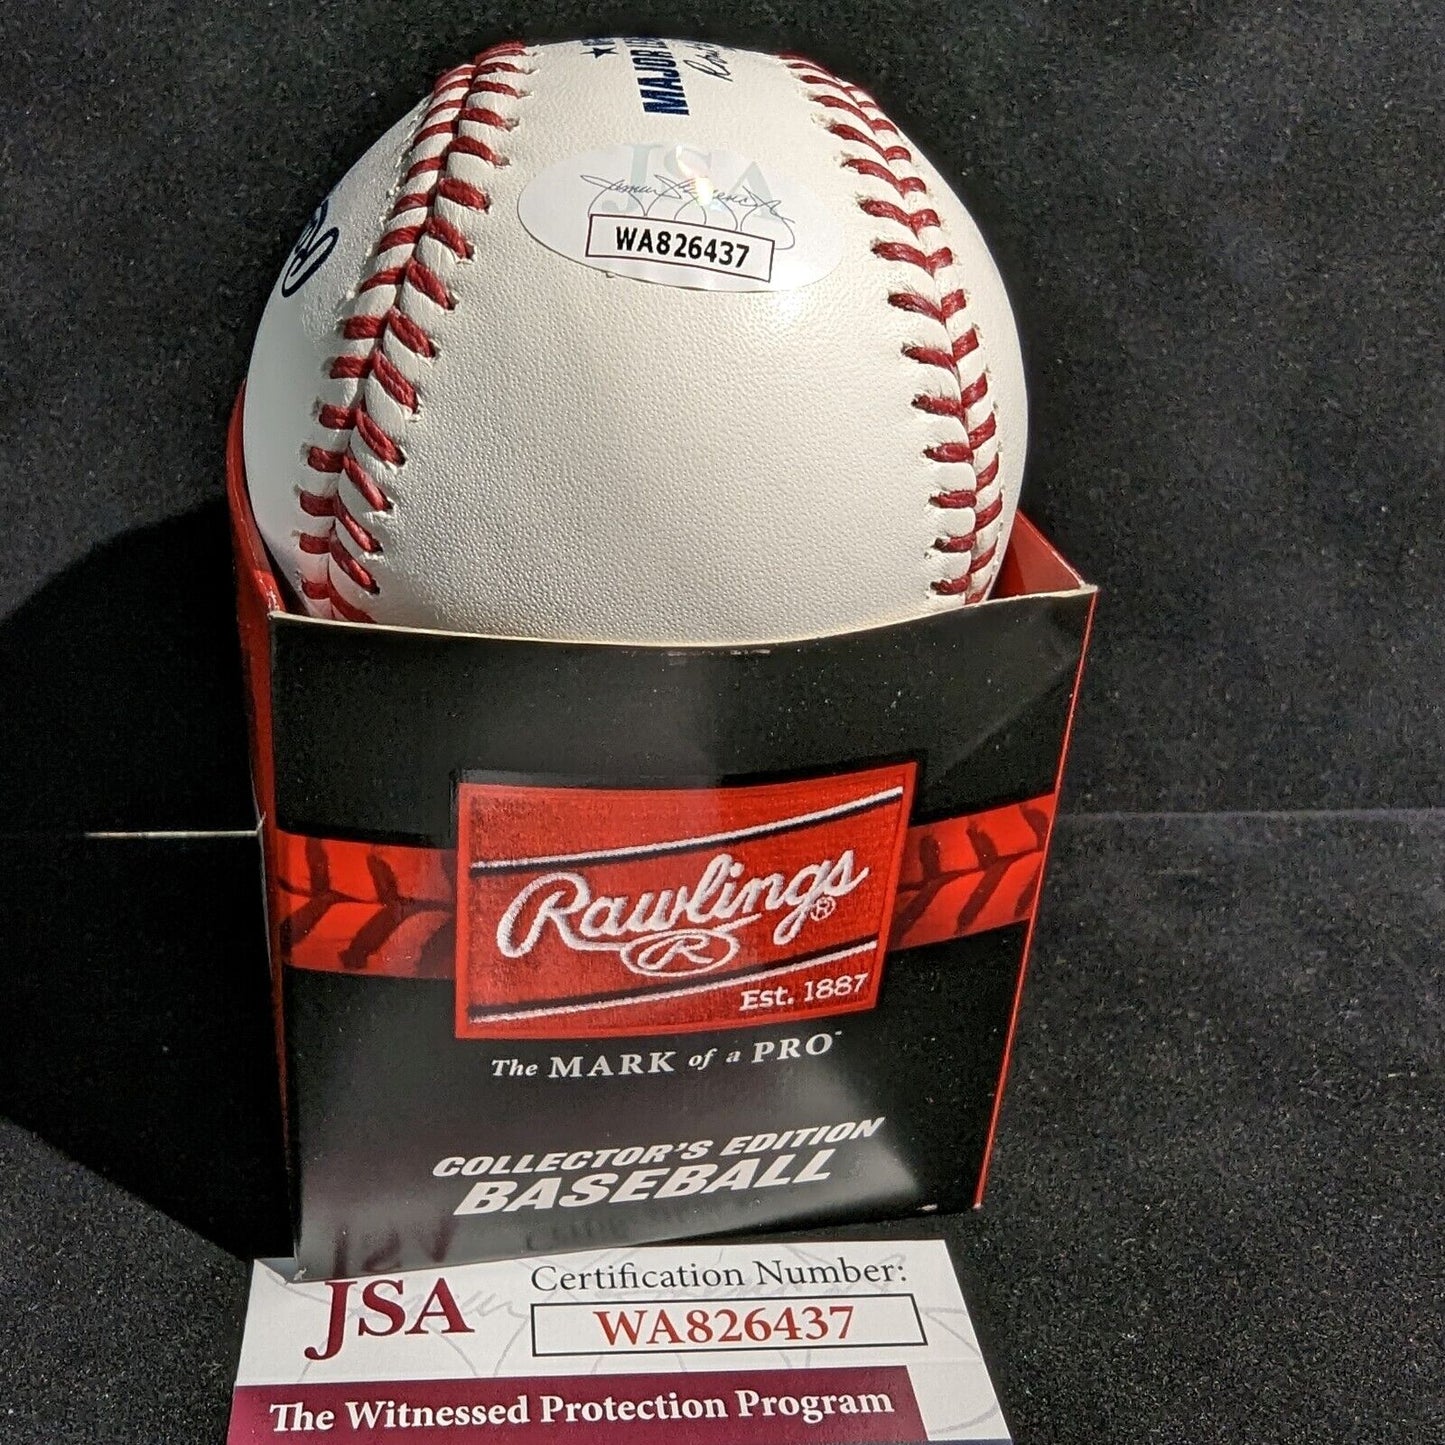 MAJOR
JSA
WA826437
Rawlings®
R
EST. 1887
The MARK of a PRO™
COLLECTOR'S EDITION
BASEBALL
JSA
Certification Number:
WA826437
The Witnessed Protection Program